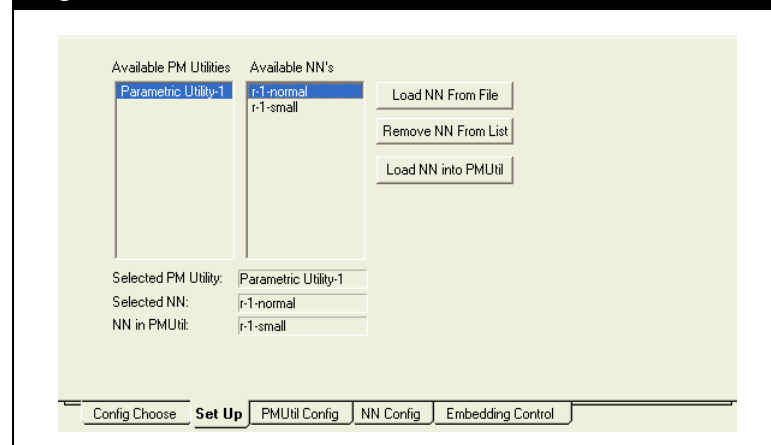 Available PM Utilities Available NN's
Parametric Utility-1 r-1-normal
r-1-small
Load NN From File
Remove NN From List
Load NN into PMUtil
Selected PM Utility: Parametric Utility-1
Selected NN: r-1-normal
NN in PMUtil: r-1-small
Config Choose Set Up PMUtil Config NN Config Embedding Control